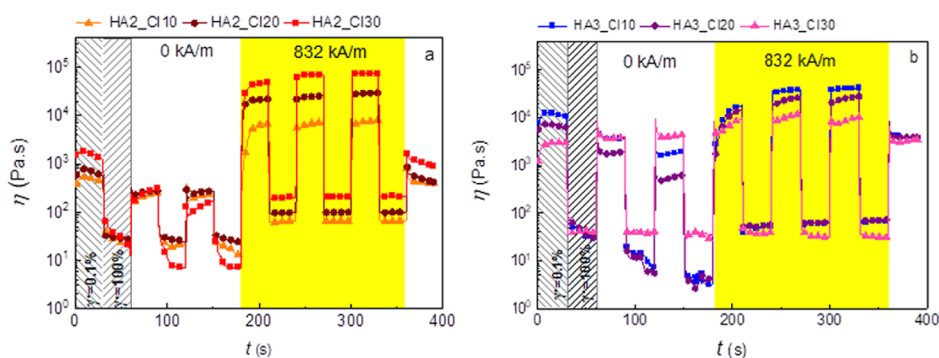 HA2_CI10 HA2_CI20 HA2_CI30
0 kA/m 832 kA/m a
η (Pa.s)
10⁵
10⁴
10³
10²
10¹
10⁰
γ=0.1%
γ=100%
0 100 200 300 400
t (s)
HA3_CI10 HA3_CI20 HA3_CI30
0 kA/m 832 kA/m b
η (Pa.s)
10⁵
10⁴
10³
10²
10¹
10⁰
γ=0.1%
γ=100%
0 100 200 300 400
t (s)